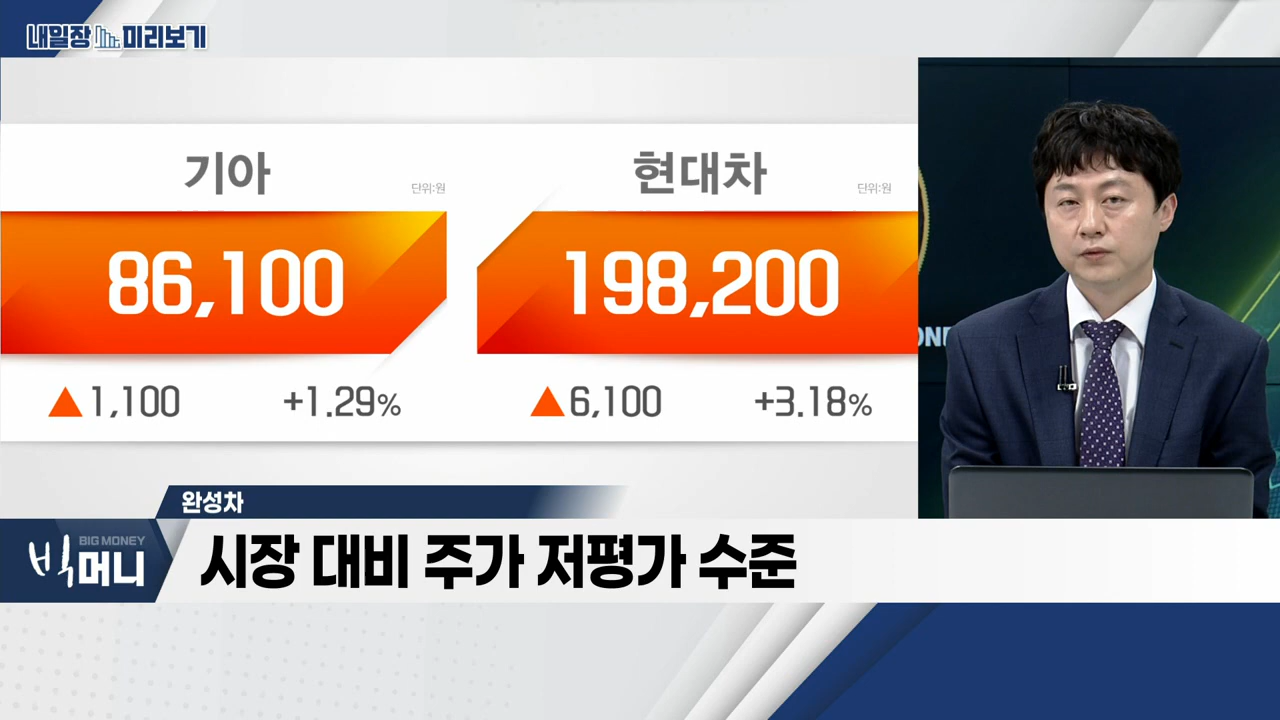 내일장 미리보기
기아
단위:원
86,100
▲1,100 +1.29%
현대차
단위:원
198,200
▲6,100 +3.18%
ONE
완성차
BIG MONEY
빅머니
시장 대비 주가 저평가 수준